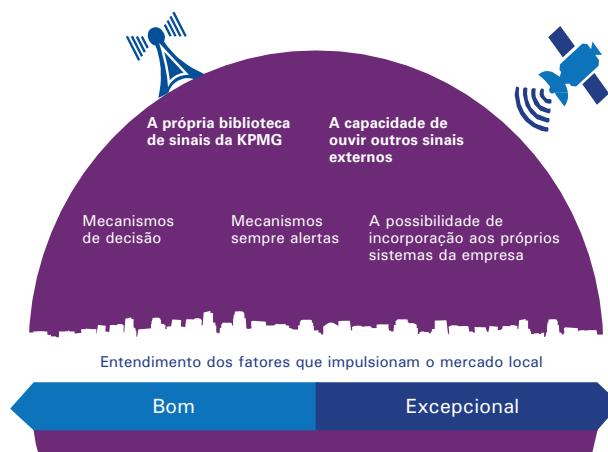 A própria biblioteca
de sinais da KPMG
A capacidade de
ouvir outros sinais
externos
Mecanismos
de decisão
Mecanismos
sempre alertas
A possibilidade de
incorporação aos próprios
sistemas da empresa
Entendimento dos fatores que impulsionam o mercado local
Bom
Excepcional